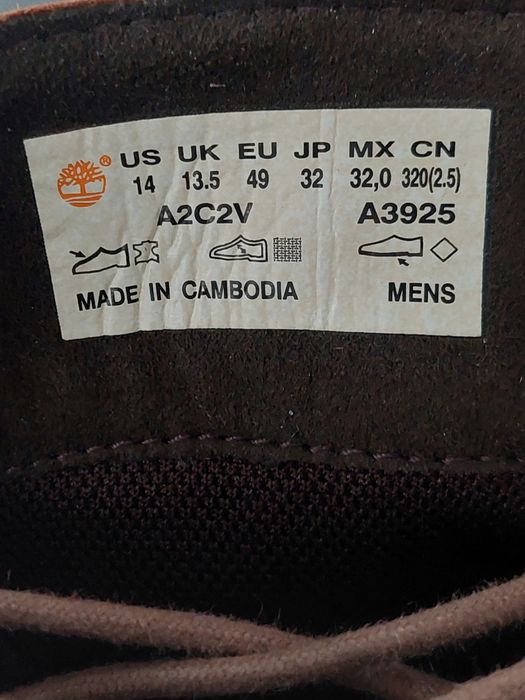 ® US UK EU JP MX CN
14 13.5 49 32 32,0 320(2.5)
A2C2V A3925
MADE IN CAMBODIA MENS